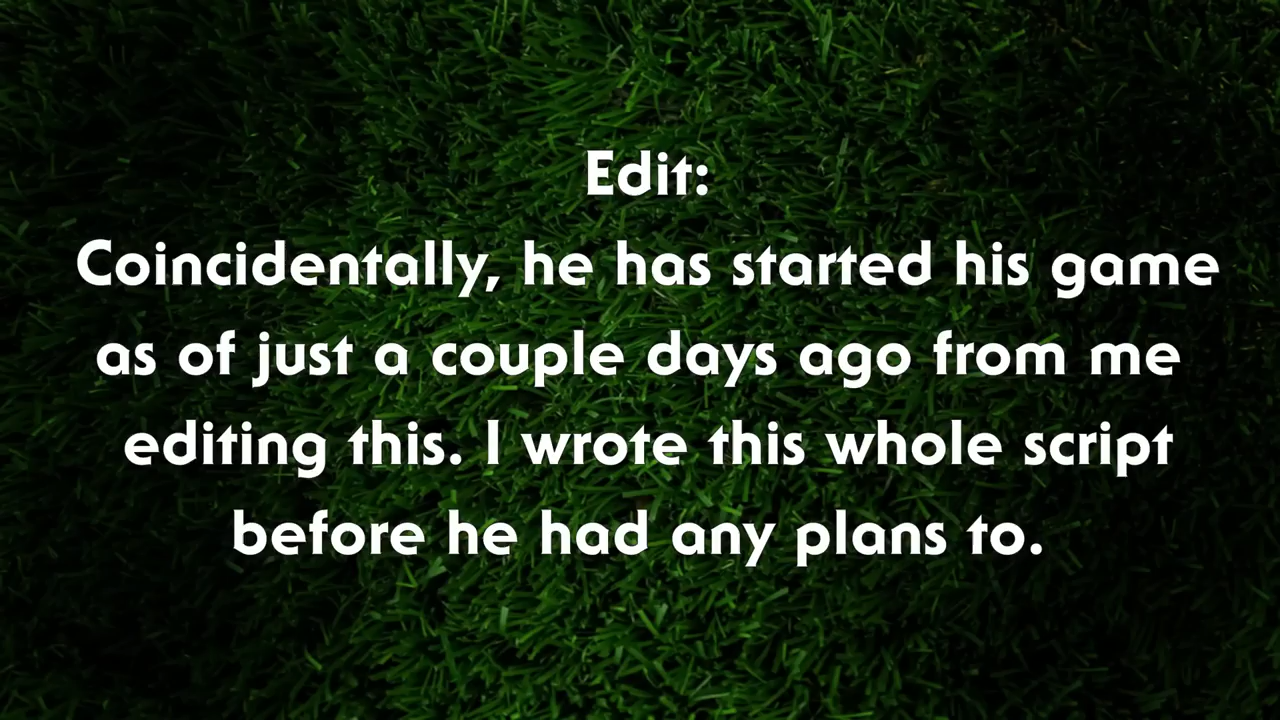 Edit:
Coincidentally, he has started his game
as of just a couple days ago from me
editing this. I wrote this whole script
before he had any plans to.